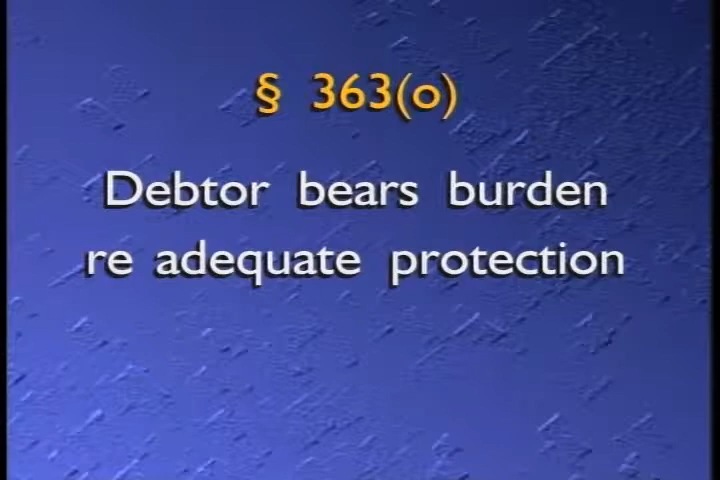 § 363(o)
Debtor bears burden
re adequate protection